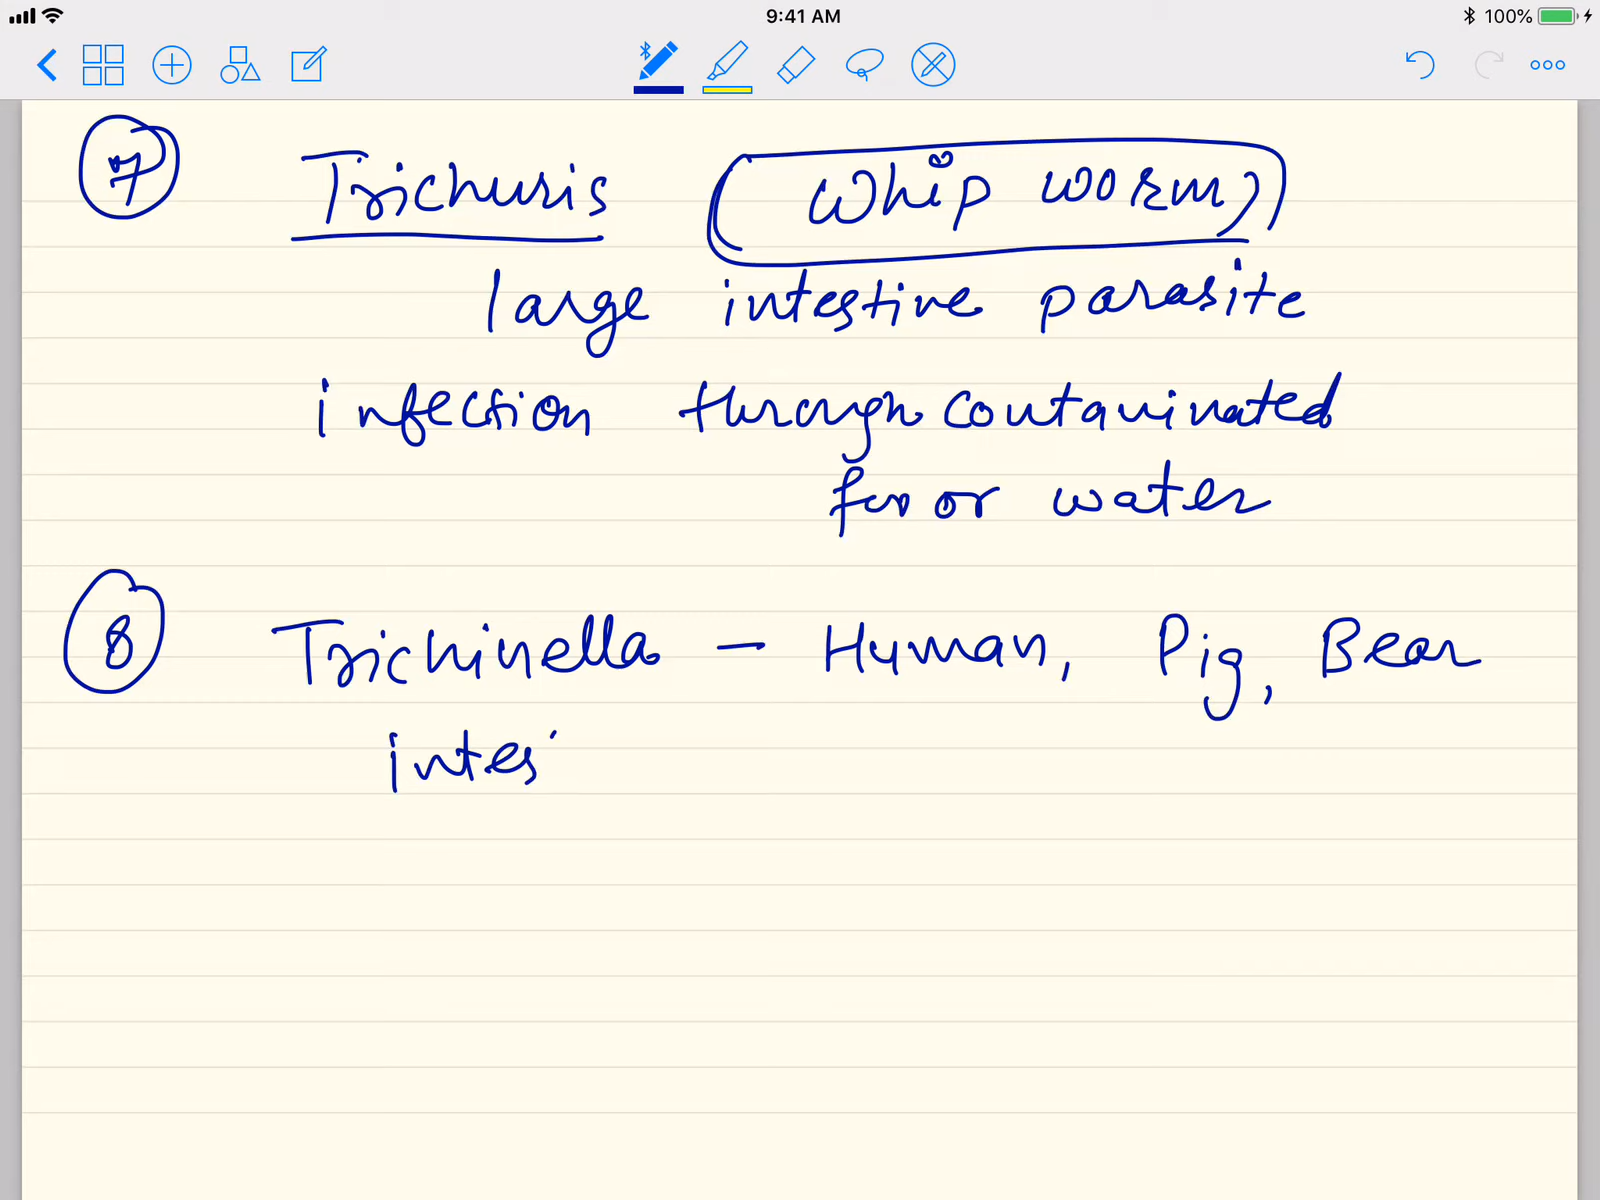 9:41 AM
100%
7 Trichuris (Whip worm)
large intestine parasite
infection through contaminated
or water
8 Trichinella - Human, Pig, Bear
intes